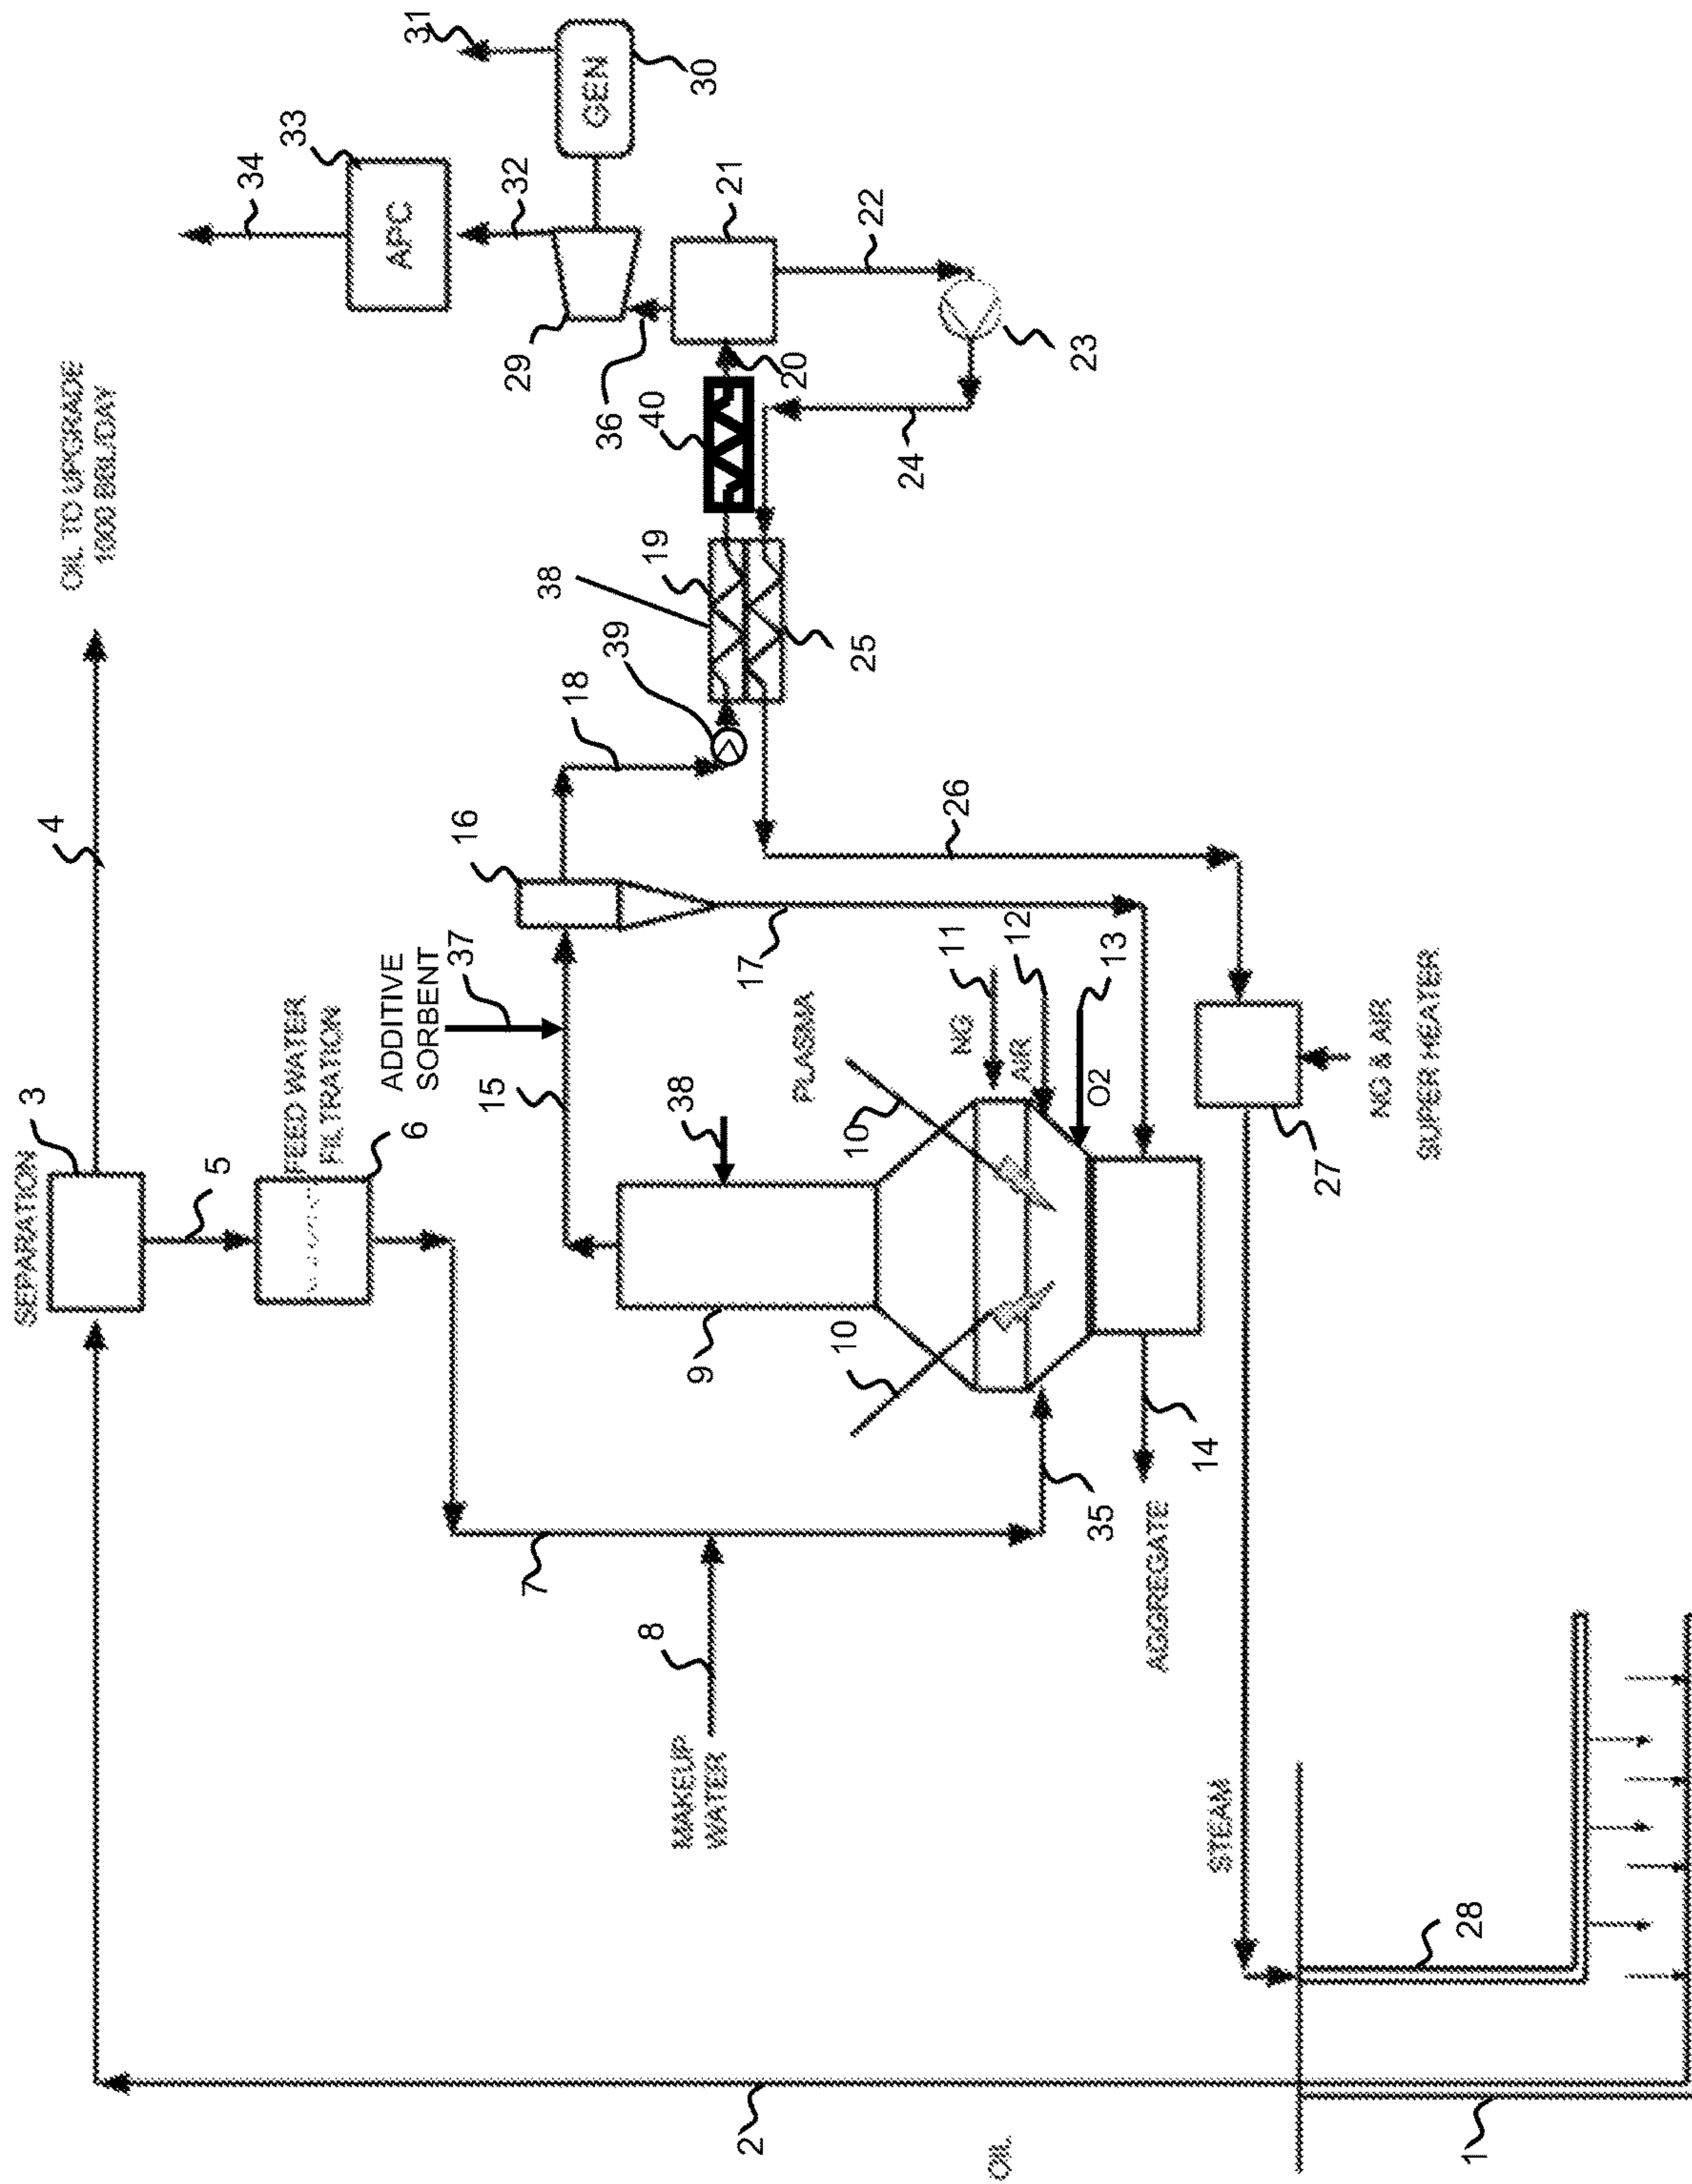 SEPARATION
3
4
OIL TO UPGRADE
1000 BBL/DAY
5
34
FEED WATER
FILTRATION
33
6
ADDITIVE
SORBENT
37
APC
31
16
15
32
29
7
18
GEN
36
39
38
8
19
40
38
MAKEUP
WATER
9
30
21
2
17
20
PLASMA
10
10
25
22
24
11
26
NG
OIL
12
AIR
23
35
O2
13
AGGREGATE
14
STEAM
27
NG & AIR
SUPER HEATER
28
1